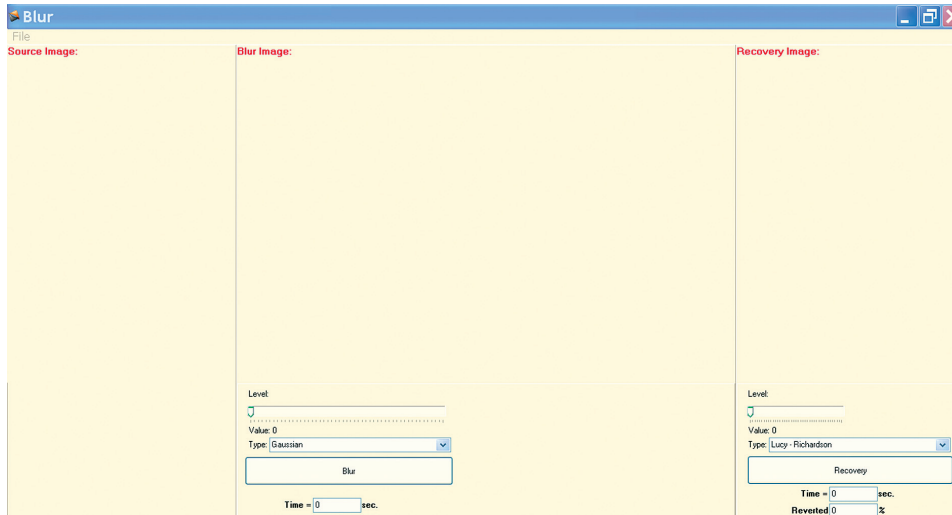 Blur
File
Source Image:
Blur Image:
Recovery Image:
Level:
Value: 0
Type: Gaussian
Blur
Time = 0 sec.
Level:
Value: 0
Type: Lucy - Richardson
Recovery
Time = 0 sec.
Reverted 0 %